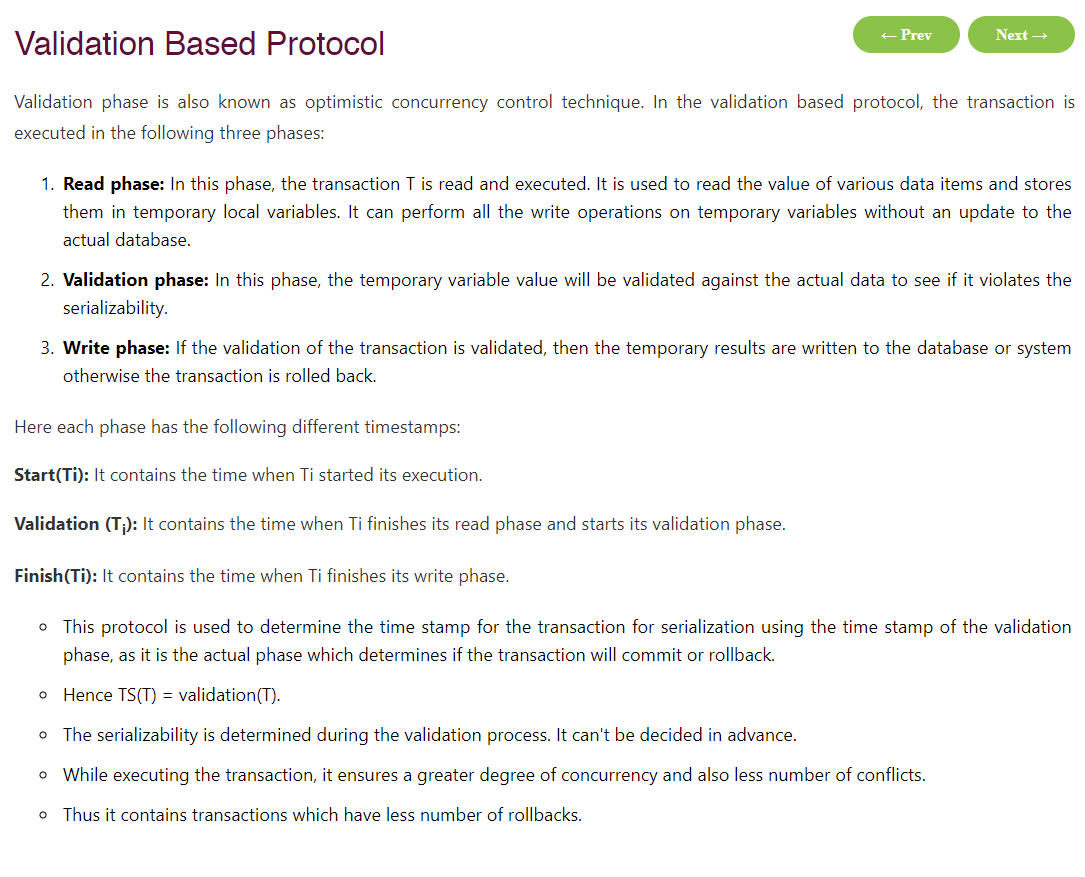 Validation Based Protocol
← Prev
Next →
Validation phase is also known as optimistic concurrency control technique. In the validation based protocol, the transaction is
executed in the following three phases:
1. Read phase: In this phase, the transaction T is read and executed. It is used to read the value of various data items and stores
them in temporary local variables. It can perform all the write operations on temporary variables without an update to the
actual database.
2. Validation phase: In this phase, the temporary variable value will be validated against the actual data to see if it violates the
serializability.
3. Write phase: If the validation of the transaction is validated, then the temporary results are written to the database or system
otherwise the transaction is rolled back.
Here each phase has the following different timestamps:
Start(Ti): It contains the time when Ti started its execution.
Validation (Ti): It contains the time when Ti finishes its read phase and starts its validation phase.
Finish(Ti): It contains the time when Ti finishes its write phase.
○ This protocol is used to determine the time stamp for the transaction for serialization using the time stamp of the validation
phase, as it is the actual phase which determines if the transaction will commit or rollback.
○ Hence TS(T) = validation(T).
○ The serializability is determined during the validation process. It can't be decided in advance.
○ While executing the transaction, it ensures a greater degree of concurrency and also less number of conflicts.
○ Thus it contains transactions which have less number of rollbacks.